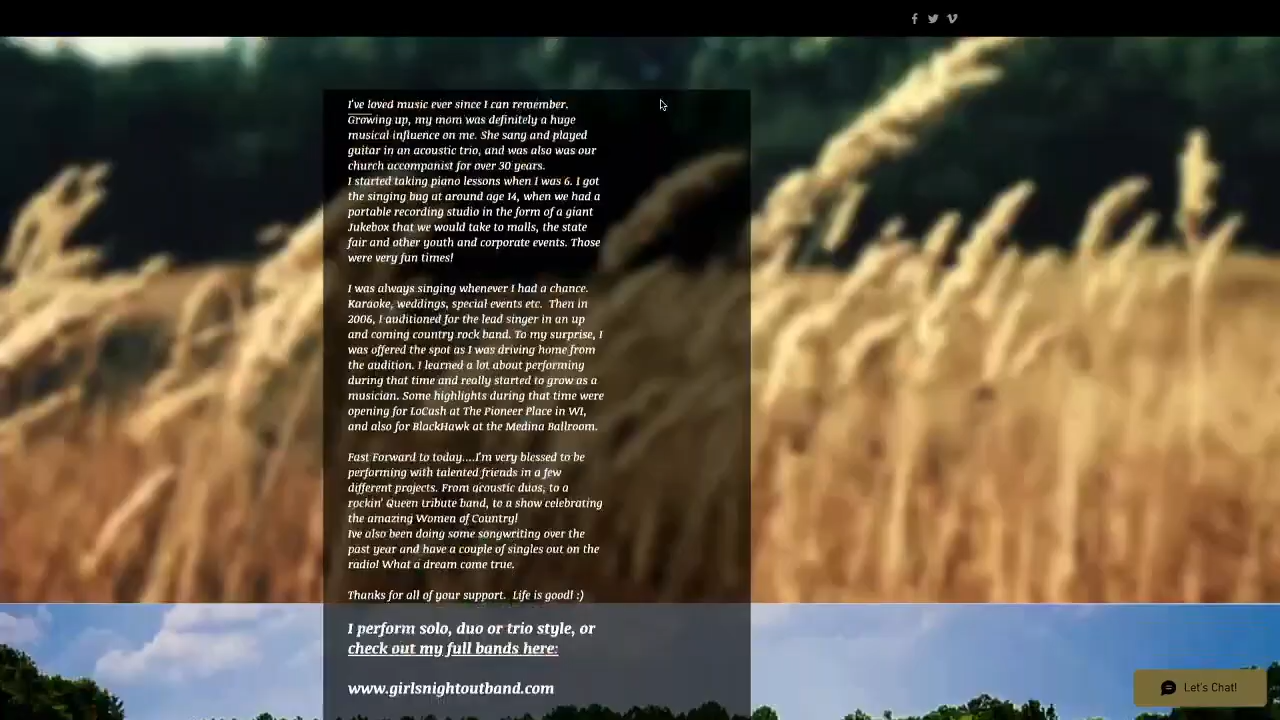 I've loved music ever since I can remember.
Growing up, my mom was definitely a huge
musical influence on me. She sang and played
guitar in an acoustic trio, and was also was our
church accompanist for over 30 years.
I started taking piano lessons when I was 6. I got
the singing bug at around age 14, when we had a
portable recording studio in the form of a giant
Jukebox that we would take to malls, the state
fair and other youth and corporate events. Those
were very fun times!
I was always singing whenever I had a chance.
Karaoke, weddings, special events etc.  Then in
2006, I auditioned for the lead singer in an up
and coming country rock band. To my surprise, I
was offered the spot as I was driving home from
the audition. I learned a lot about performing
during that time and really started to grow as a
musician. Some highlights during that time were
opening for LoCash at The Pioneer Place in WI,
and also for BlackHawk at the Medina Ballroom.
Fast Forward to today....I'm very blessed to be
performing with talented friends in a few
different projects. From acoustic duos, to a
rockin' Queen tribute band, to a show celebrating
the amazing Women of Country!
Ive also been doing some songwriting over the
past year and have a couple of singles out on the
radio! What a dream come true.
Thanks for all of your support.  Life is good! :)
I perform solo, duo or trio style, or
check out my full bands here:
www.girlsnightoutband.com
Let's Chat!